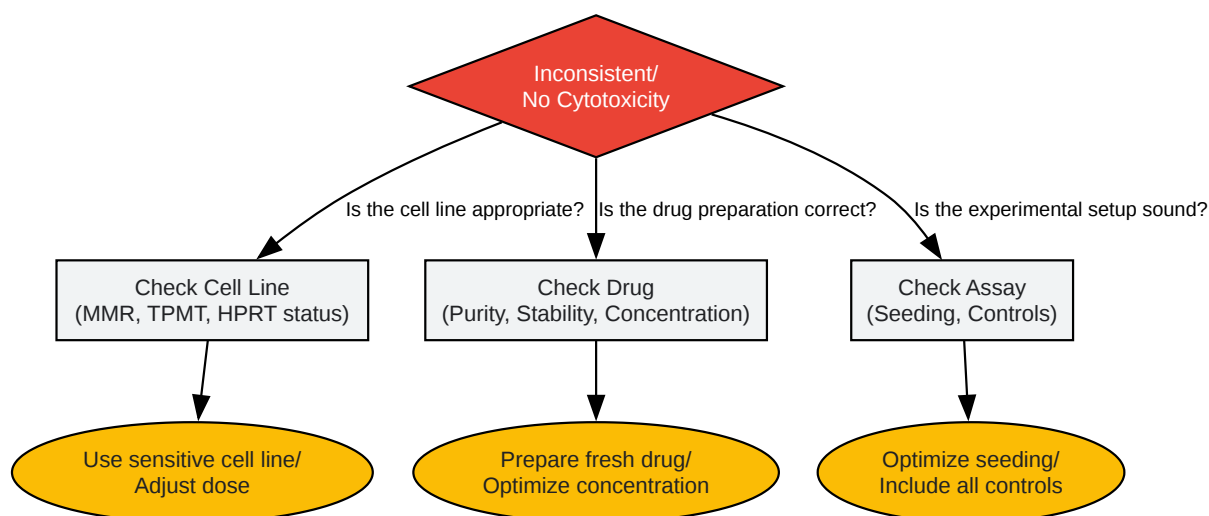 Inconsistent/
No Cytotoxicity
Is the cell line appropriate?
Is the drug preparation correct?
Is the experimental setup sound?
Check Cell Line
(MMR, TPMT, HPRT status)
Check Drug
(Purity, Stability, Concentration)
Check Assay
(Seeding, Controls)
Use sensitive cell line/
Adjust dose
Prepare fresh drug/
Optimize concentration
Optimize seeding/
Include all controls